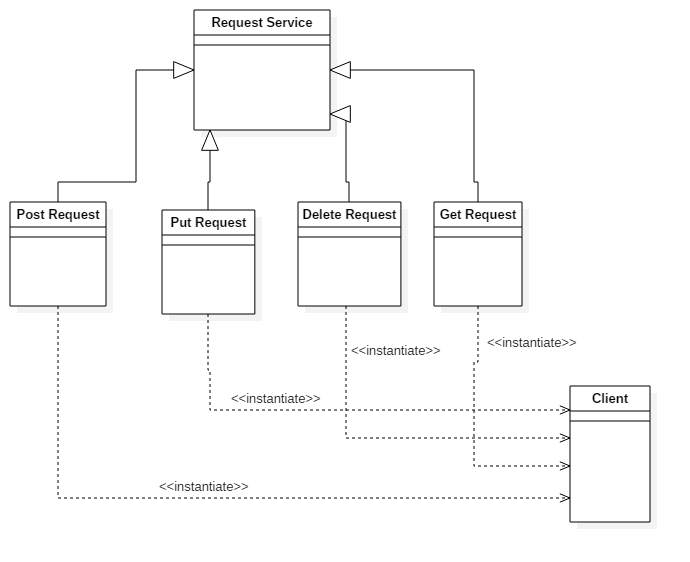 Request Service
Post Request
Put Request
Delete Request
Get Request
<<instantiate>>
<<instantiate>>
<<instantiate>>
Client
<<instantiate>>